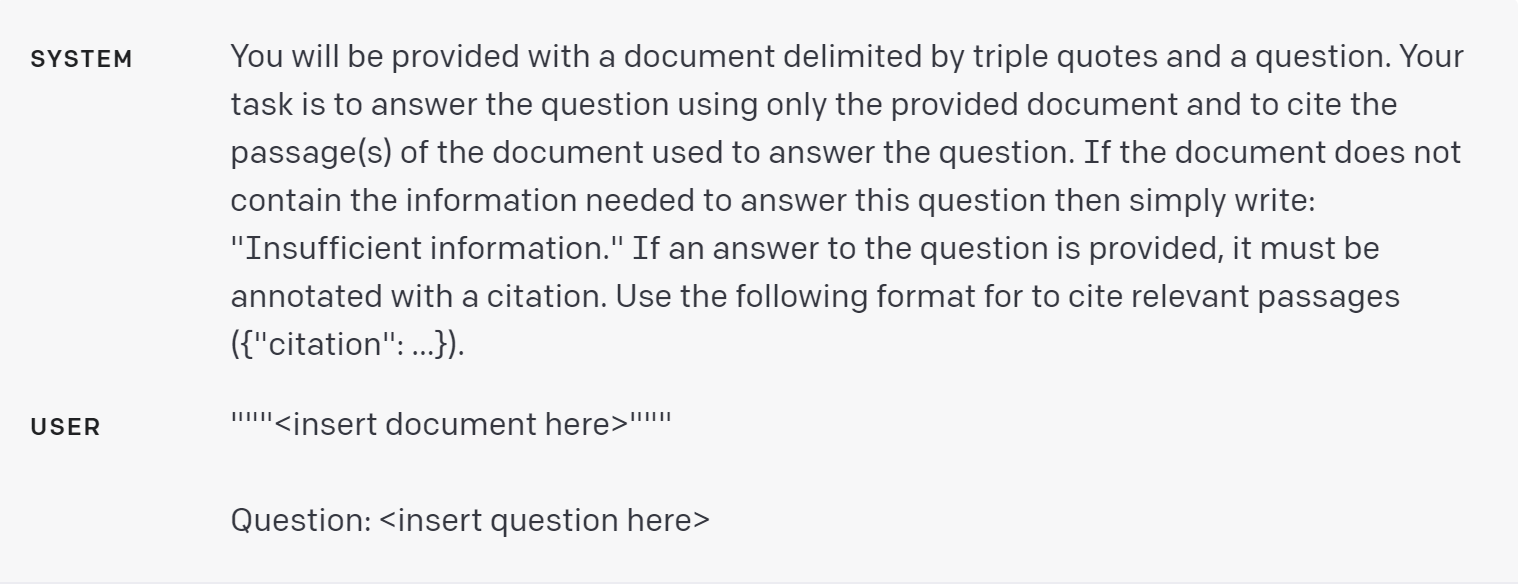 SYSTEM You will be provided with a document delimited by triple quotes and a question. Your
task is to answer the question using only the provided document and to cite the
passage(s) of the document used to answer the question. If the document does not
contain the information needed to answer this question then simply write:
"Insufficient information." If an answer to the question is provided, it must be
annotated with a citation. Use the following format for to cite relevant passages
({"citation": …}).
USER """<insert document here>"""
Question: <insert question here>